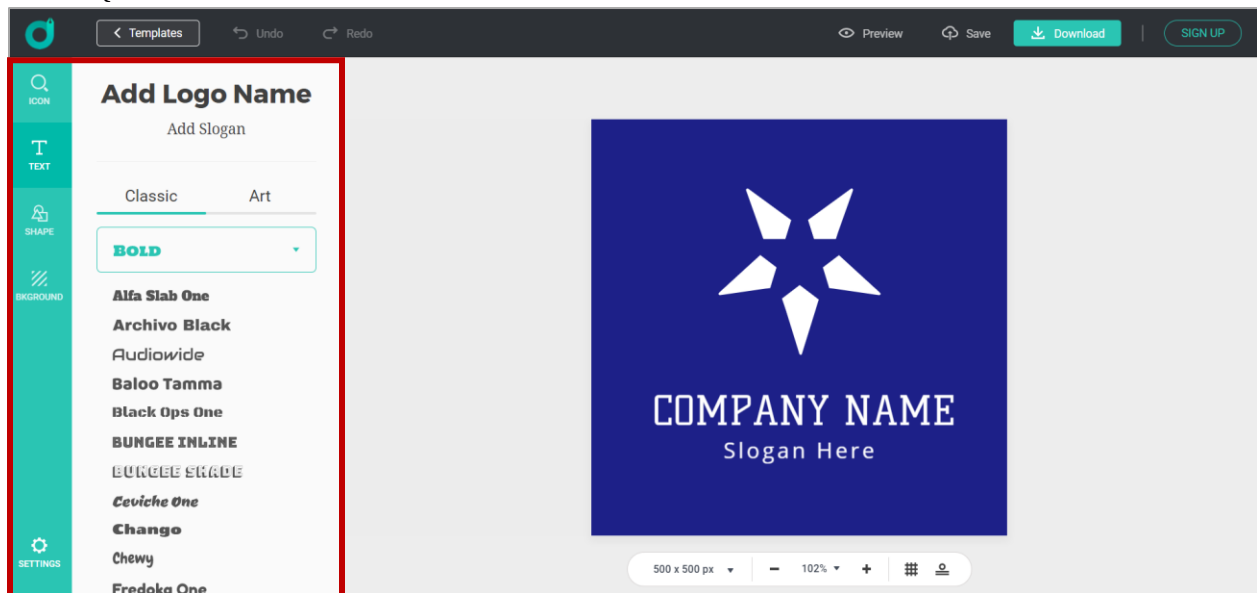 Templates Undo Redo Preview Save Download SIGN UP
ICON
TEXT
SHAPE
BKGROUND
SETTINGS
Add Logo Name
Add Slogan
Classic Art
BOLD
Alfa Slab One
Archivo Black
Audiowide
Baloo Tamma
Black Ops One
BUNGEE INLINE
BUNGEE SHADE
Ceviche One
Chango
Chewy
Fredoka One
COMPANY NAME
Slogan Here
500 x 500 px 102%